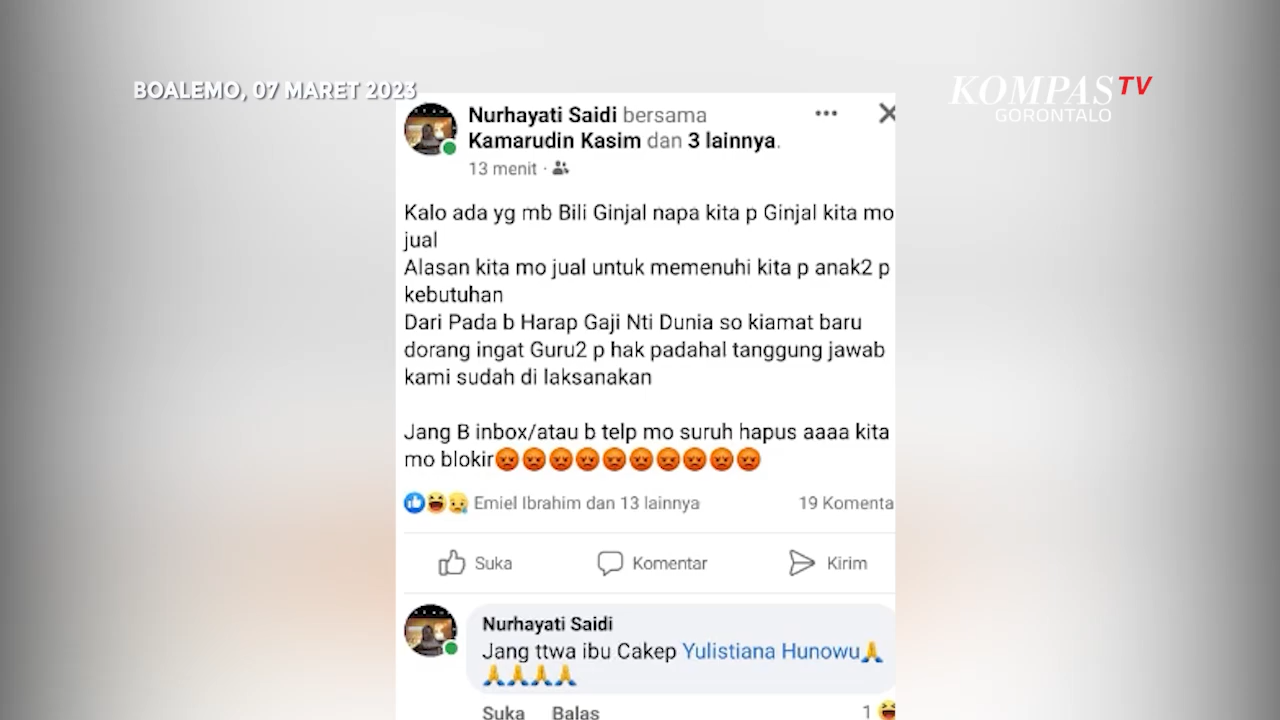 BOALEMO, 07 MARET 2023
KOMPAS TV
GORONTALO
Nurhayati Saidi bersama
Kamarudin Kasim dan 3 lainnya.
13 menit ·
Kalo ada yg mb Bili Ginjal napa kita p Ginjal kita mo
jual
Alasan kita mo jual untuk memenuhi kita p anak2 p
kebutuhan
Dari Pada b Harap Gaji Nti Dunia so kiamat baru
dorang ingat Guru2 p hak padahal tanggung jawab
kami sudah di laksanakan
Jang B inbox/atau b telp mo suruh hapus aaaa kita
mo blokir😡😡😡😡😡😡😡😡😡😡
Emiel Ibrahim dan 13 lainnya 19 Komenta
Suka Komentar Kirim
Nurhayati Saidi
Jang ttwa ibu Cakep Yulistiana Hunowu🙏
🙏🙏🙏🙏
Suka Balas 1